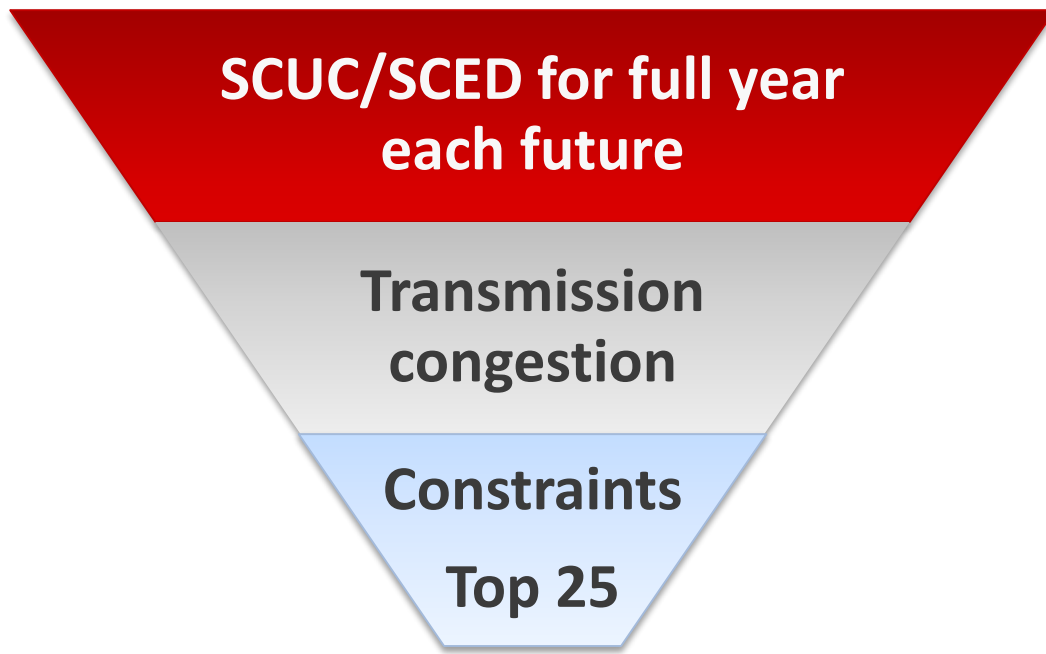 SCUC/SCED for full year
each future
Transmission
congestion
Constraints
Top 25